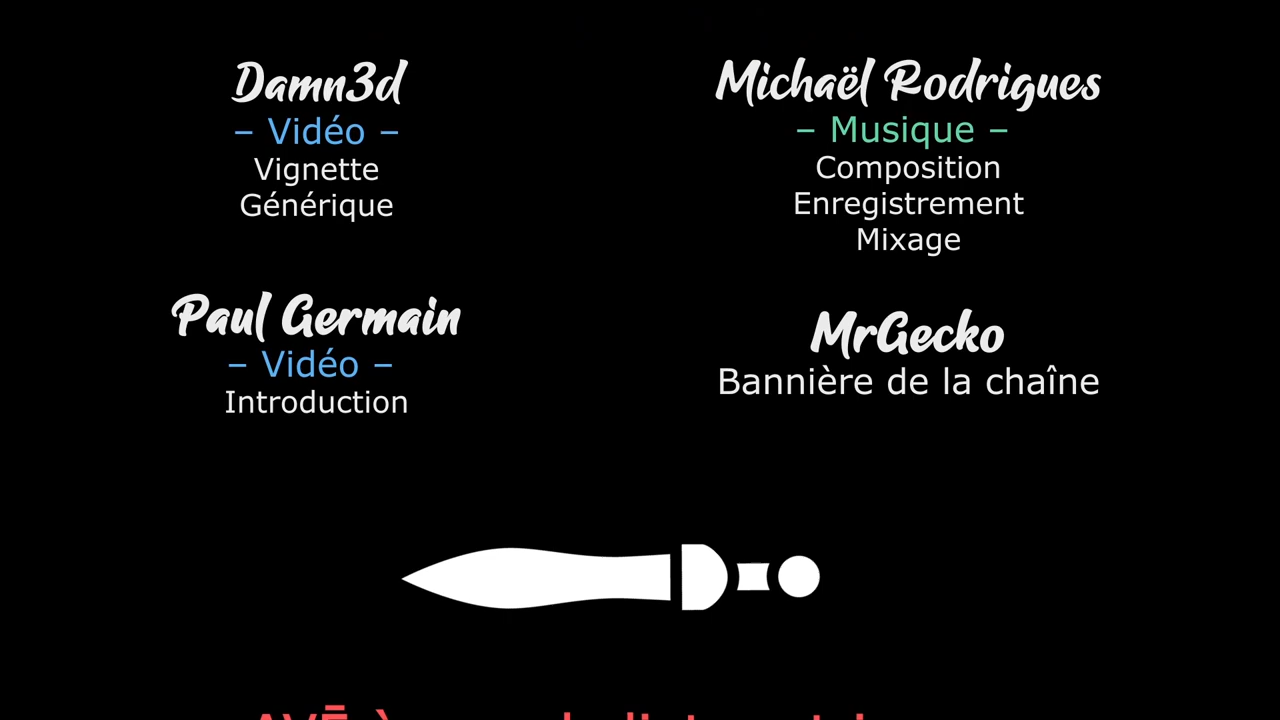 Damn3d
– Vidéo –
Vignette
Générique
Michaël Rodrigues
– Musique –
Composition
Enregistrement
Mixage
Paul Germain
– Vidéo –
Introduction
MrGecko
Bannière de la chaîne
AVĒ à